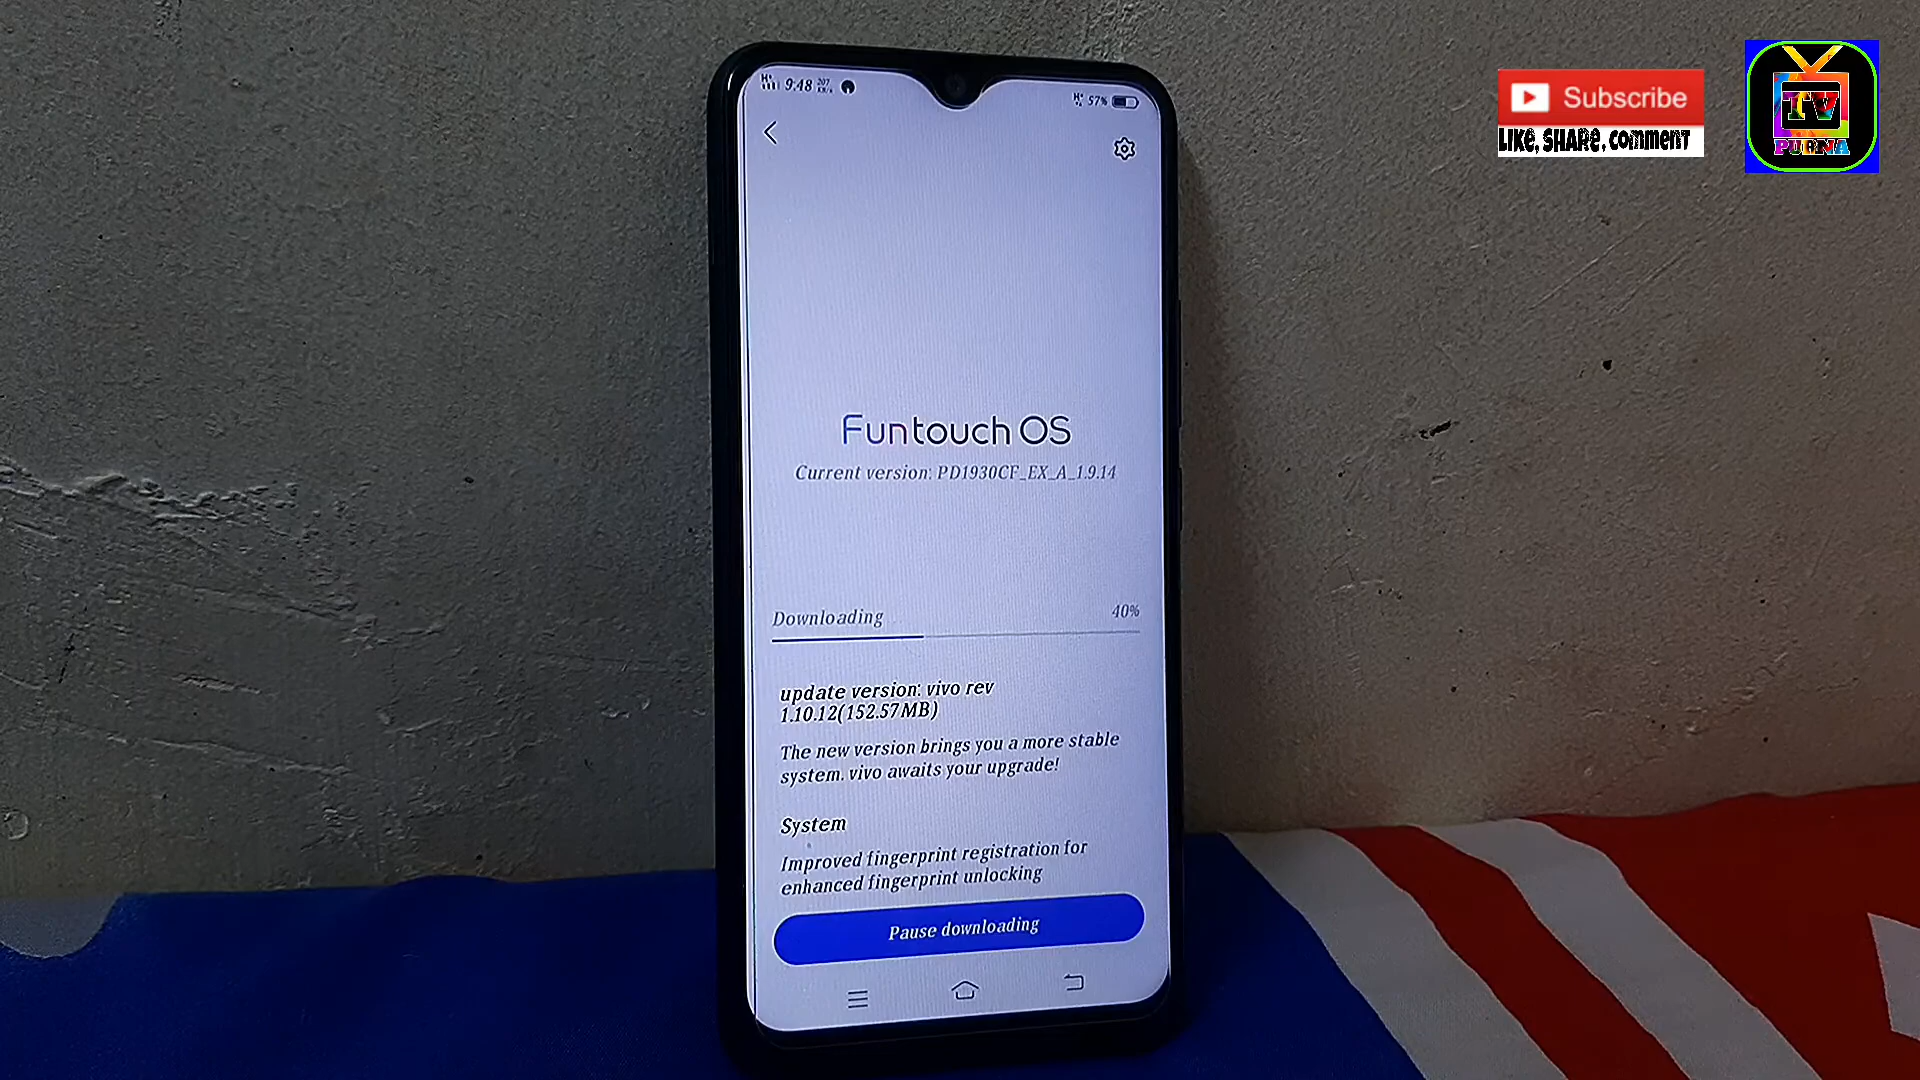 9:48
57%
Subscribe
LIKE, SHARE, comment
TV
PURNA
Funtouch OS
Current version: PD1930CF_EX_A_1.9.14
Downloading 40%
update version: vivo rev
1.10.12(152.57MB)
The new version brings you a more stable
system. vivo awaits your upgrade!
System
Improved fingerprint registration for
enhanced fingerprint unlocking
Pause downloading